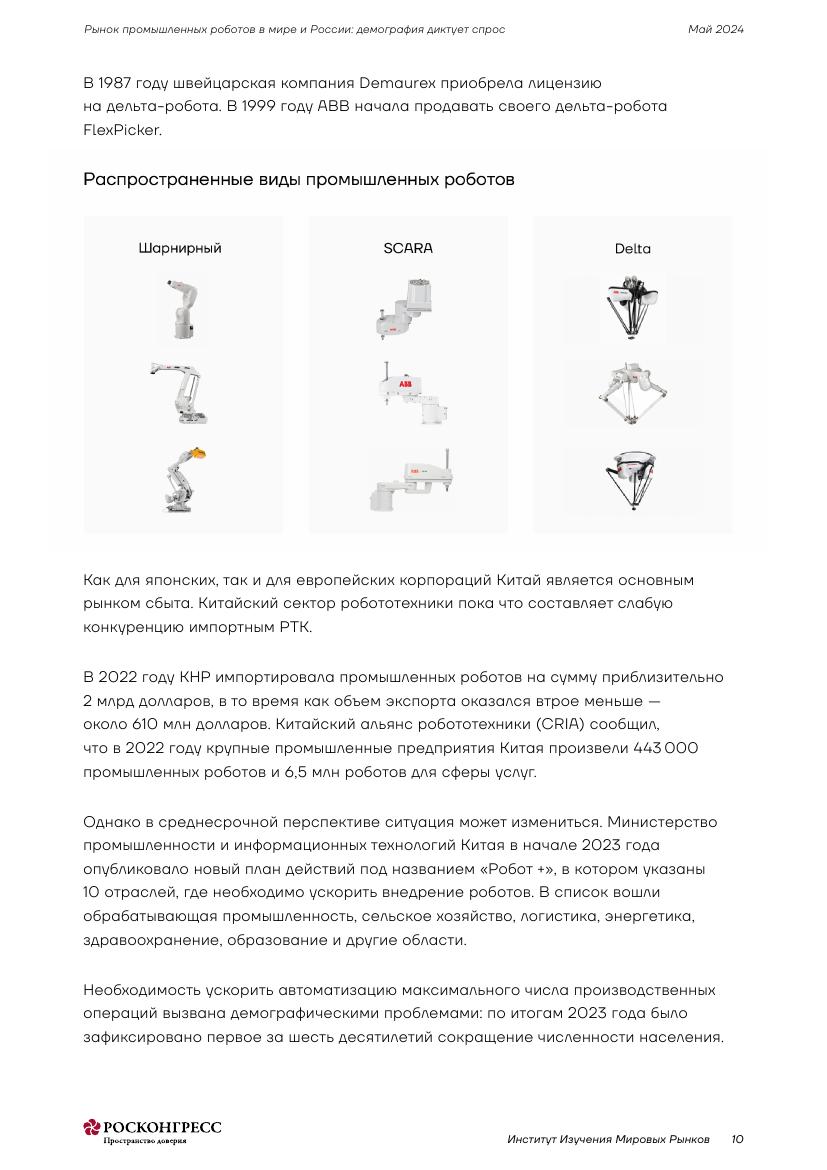 Рынок промышленных роботов в мире и России: демография диктует спрос
Май 2024
В 1987 году швейцарская компания Demaurex приобрела лицензию
на дельта-робота. В 1999 году ABB начала продавать своего дельта-робота
FlexPicker.
Распространенные виды промышленных роботов
Шарнирный
SCARA
Delta
ABB
Как для японских, так и для европейских корпораций Китай является основным
рынком сбыта. Китайский сектор робототехники пока что составляет слабую
конкуренцию импортным РТК.
В 2022 году КНР импортировала промышленных роботов на сумму приблизительно
2 млрд долларов, в то время как объем экспорта оказался втрое меньше —
около 610 млн долларов. Китайский альянс робототехники (CRIA) сообщил,
что в 2022 году крупные промышленные предприятия Китая произвели 443 000
промышленных роботов и 6,5 млн роботов для сферы услуг.
Однако в среднесрочной перспективе ситуация может измениться. Министерство
промышленности и информационных технологий Китая в начале 2023 года
опубликовало новый план действий под названием «Робот +», в котором указаны
10 отраслей, где необходимо ускорить внедрение роботов. В список вошли
обрабатывающая промышленность, сельское хозяйство, логистика, энергетика,
здравоохранение, образование и другие области.
Необходимость ускорить автоматизацию максимального числа производственных
операций вызвана демографическими проблемами: по итогам 2023 года было
зафиксировано первое за шесть десятилетий сокращение численности населения.
РОСКОНГРЕСС
Пространство доверия
Институт Изучения Мировых Рынков
10